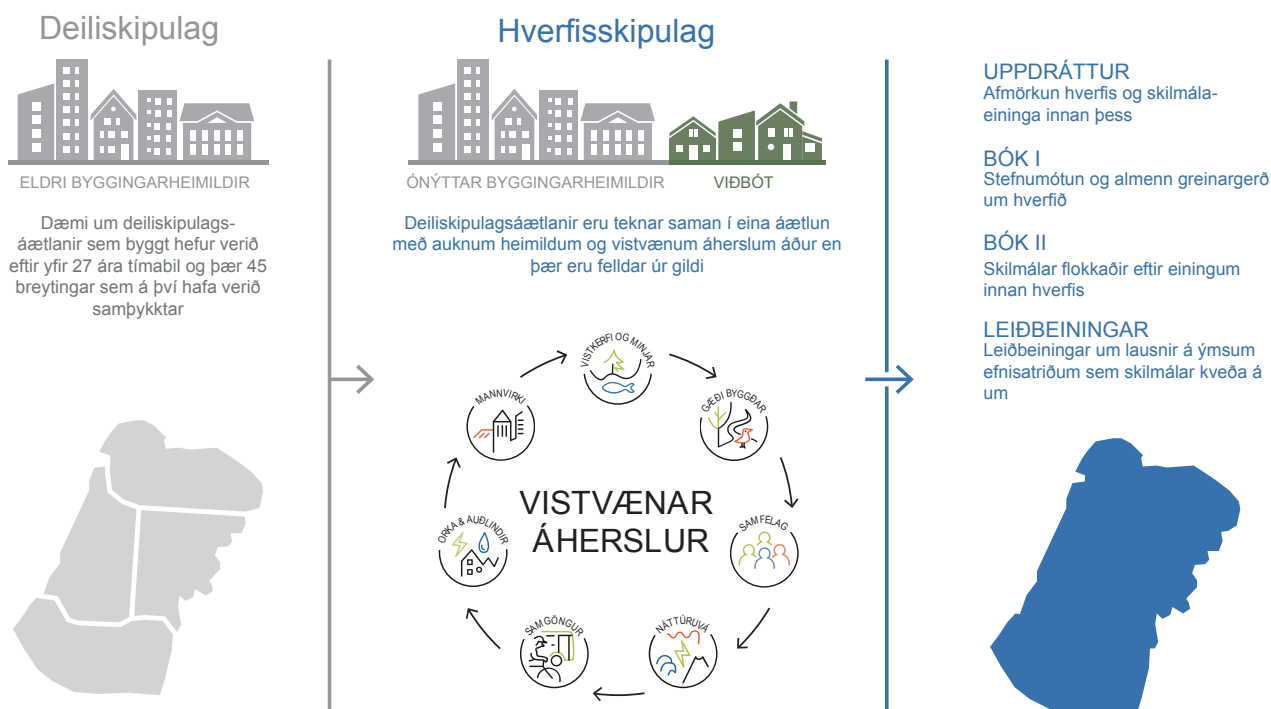 Deiliskipulag
ELDRI BYGGINGARHEIMILDIR
Dæmi um deiliskipulags-
áætlanir sem byggt hefur verið
eftir yfir 27 ára tímabil og þær 45
breytingar sem á því hafa verið
samþykktar
Hverfisskipulag
ÓNÝTTAR BYGGINGARHEIMILDIR
VIÐBÓT
Deiliskipulagsáætlanir eru teknar saman í eina áætlun
með auknum heimildum og vistvænum áherslum áður en
þær eru felldar úr gildi
VISTKERFI OG MINJAR
GÆÐI BYGGÐAR
SAMFELAG
NÁTTÚRUVÁ
SAMGÖNGUR
ORKA & AUÐLINDIR
MANNVIRKI
VISTVÆNAR
ÁHERSLUR
UPPDRÁTTUR
Afmörkun hverfis og skilmála-
eininga innan þess
BÓK I
Stefnumótun og almenn greinargerð
um hverfið
BÓK II
Skilmálar flokkaðir eftir einingum
innan hverfis
LEIÐBEININGAR
Leiðbeiningar um lausnir á ýmsum
efnisatriðum sem skilmálar kveða á
um